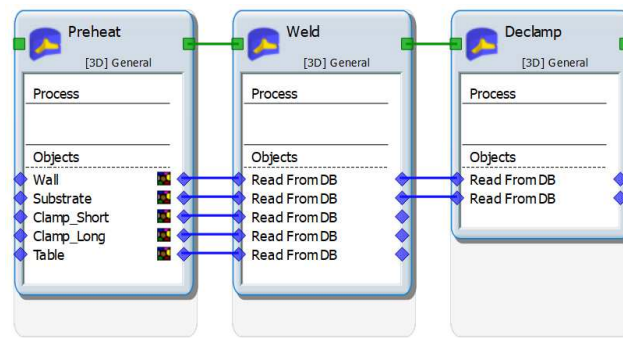 Preheat
[3D] General
Process
Objects
Wall
Substrate
Clamp_Short
Clamp_Long
Table
Weld
[3D] General
Process
Objects
Read From DB
Read From DB
Read From DB
Read From DB
Read From DB
Declamp
[3D] General
Process
Objects
Read From DB
Read From DB